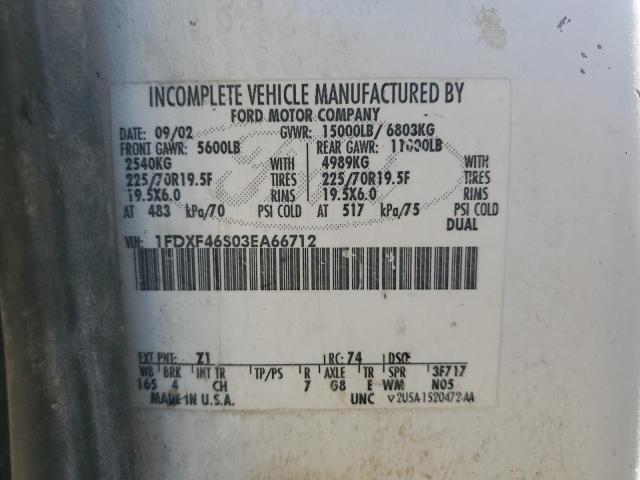 INCOMPLETE VEHICLE MANUFACTURED BY
FORD MOTOR COMPANY
DATE: 09/02 GVWR: 15000LB/ 6803KG
FRONT GAWR: 5600LB REAR GAWR: 11000LB
2540KG WITH 4989KG WITH
225/70R19.5F TIRES 225/70R19.5F TIRES
19.5X6.0 RIMS 19.5X6.0 RIMS
AT 483 kPa/70 PSI COLD AT 517 kPa/75 PSI COLD
DUAL
VIN: 1FDXF46S03EA66712
EXT PNT: Z1 RC: 74 DSO:
WB BRK INT TR TP/PS R AXLE TR SPR 3F717
165 4 CH 7 G8 E WM N05
MADE IN U.S.A. UNC 2U5A-1520472-AA